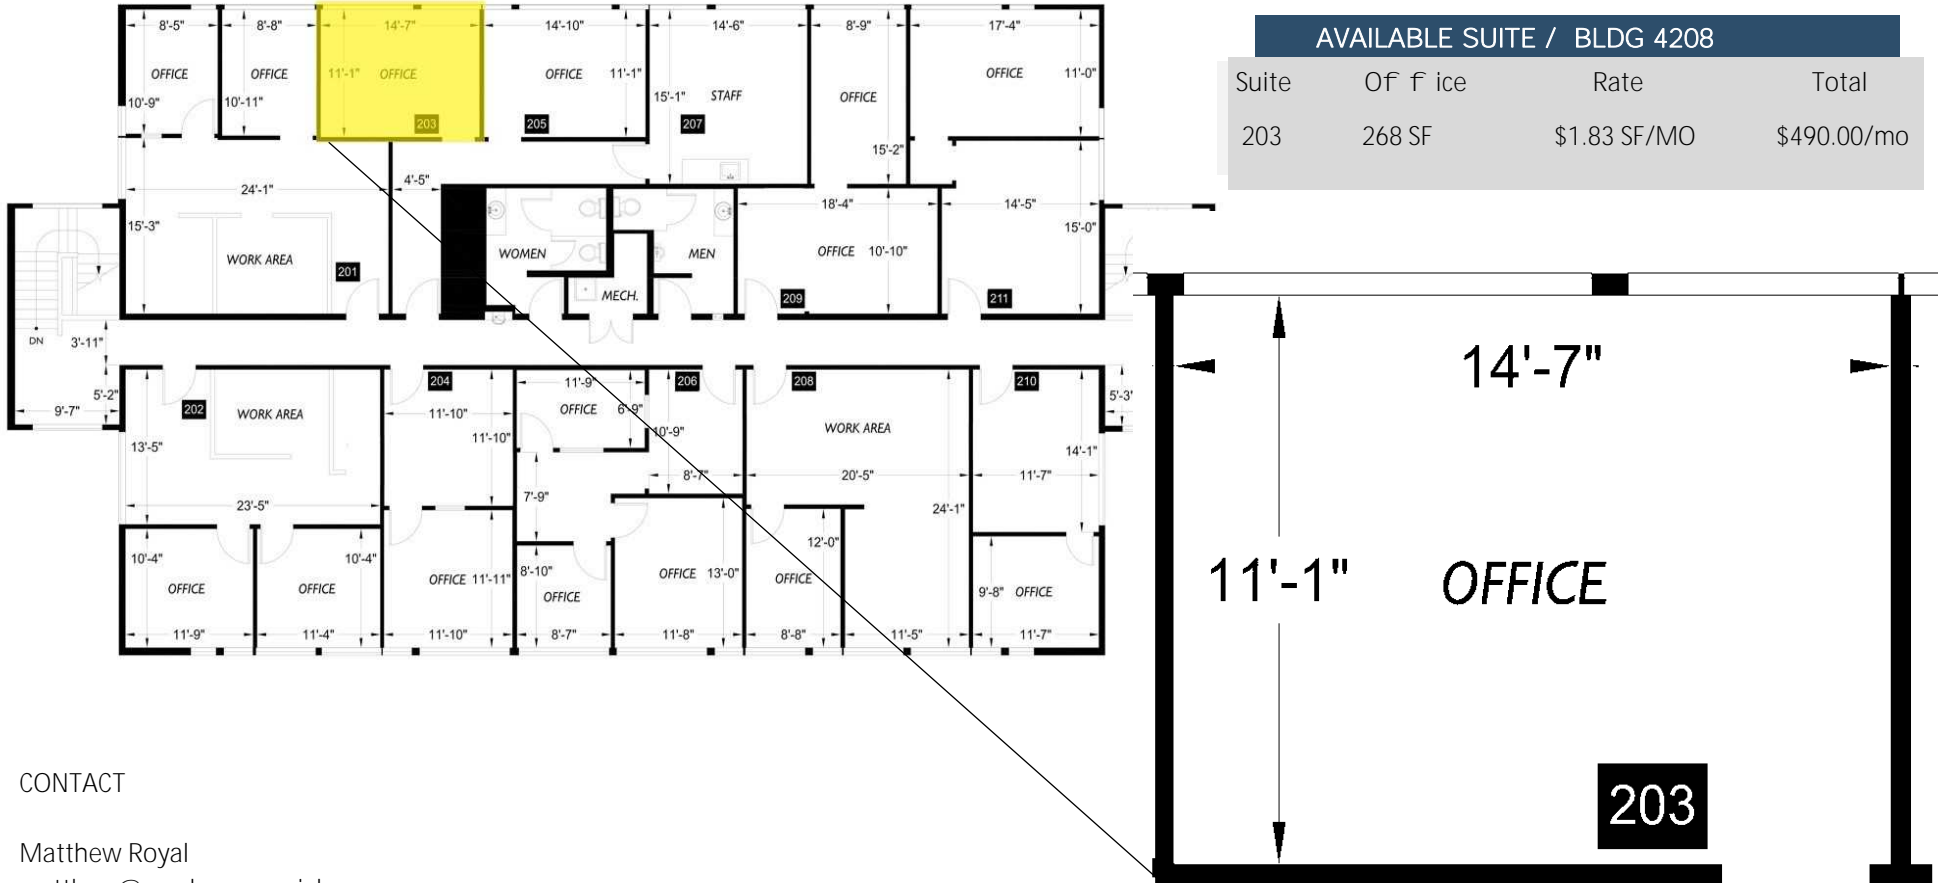 8'-5"
8'-8"
14'-7"
14'-10"
14'-6"
8'-9"
17'-4"
OFFICE
OFFICE
11'-1"
OFFICE
OFFICE
11'-1"
STAFF
15'-1"
OFFICE
OFFICE
11'-0"
10'-9"
10'-11"
203
205
207
15'-2"
24'-1"
4'-5"
15'-3"
WORK AREA
201
WOMEN
MEN
MECH.
18'-4"
OFFICE
10'-10"
209
14'-5"
15'-0"
211
DN
3'-11"
5'-2"
9'-7"
202
WORK AREA
13'-5"
23'-5"
204
11'-10"
11'-10"
11'-9"
OFFICE
6'-9"
206
10'-9"
8'-7"
7'-9"
208
WORK AREA
20'-5"
24'-1"
210
14'-1"
11'-7"
5'-3'
10'-4"
OFFICE
11'-9"
10'-4"
OFFICE
11'-4"
OFFICE
11'-11"
11'-10"
8'-10"
OFFICE
8'-7"
OFFICE
13'-0"
11'-8"
12'-0"
OFFICE
8'-8"
11'-5"
9'-8"
OFFICE
11'-7"
AVAILABLE SUITE / BLDG 4208
Suite Of f ice Rate Total
203 268 SF $1.83 SF/MO $490.00/mo
14'-7"
11'-1"
OFFICE
203
CONTACT
Matthew Royal